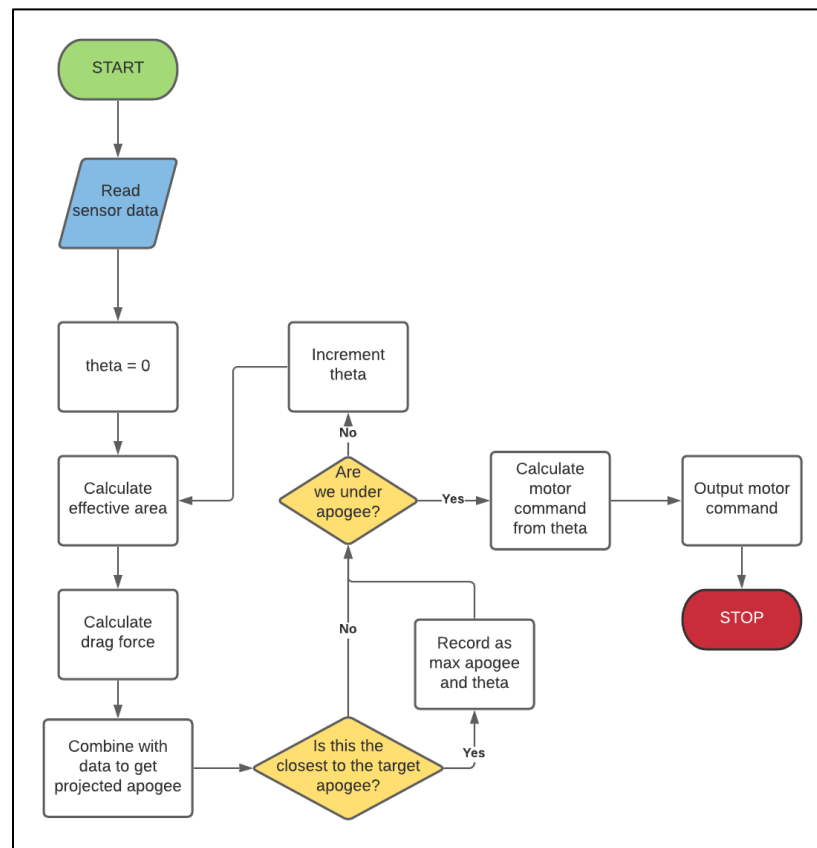 START
Read
sensor data
theta = 0
Increment
theta
No
Are
we under
apogee?
Yes
Calculate
motor
command
from theta
Output motor
command
Calculate
effective area
Calculate
drag force
No
Record as
max apogee
and theta
STOP
Combine with
data to get
projected apogee
Is this the
closest to the target
apogee?
Yes